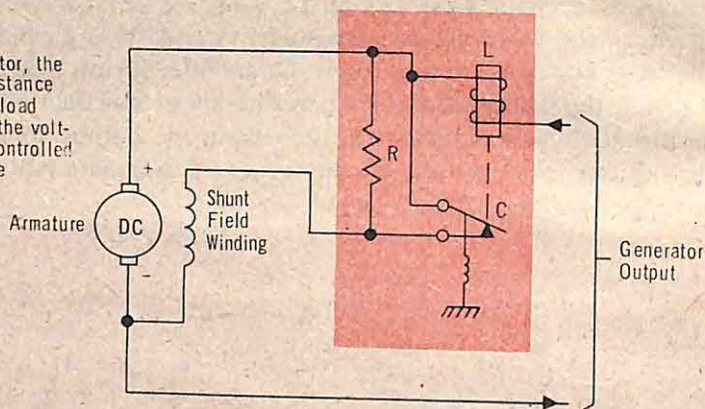 tor, the
stance
load
the volt-
ontrolled
e
L
R
C
+
Armature
DC
-
Shunt
Field
Winding
Generator
Output